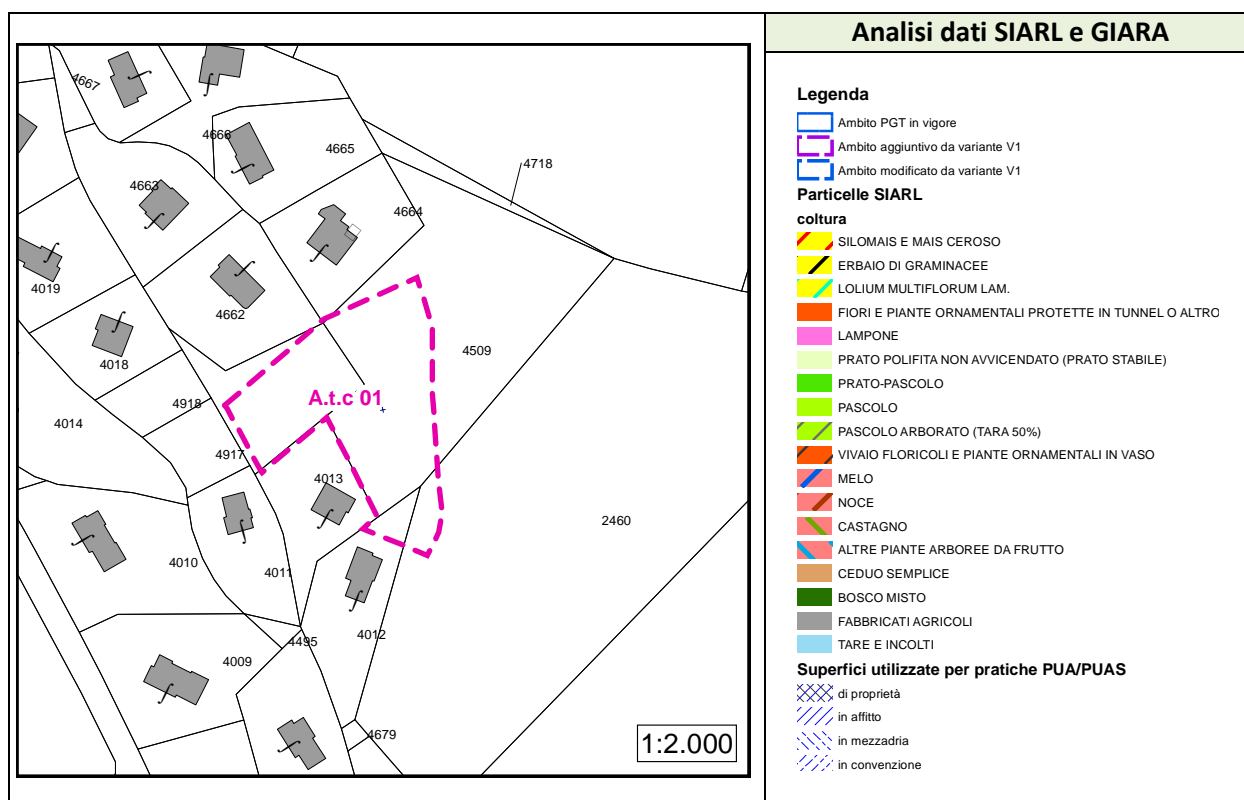 Analisi dati SIARL e GIARA
4667
4666
4665
4718
4663
4664
4019
4662
4509
4018
A.t.c 01
4918
4014
4917
4013
2460
4010
4011
4012
4495
4009
4679
1:2.000
Legenda
Ambito PGT in vigore
Ambito aggiuntivo da variante V1
Ambito modificato da variante V1
Particelle SIARL
coltura
SILOMAIS E MAIS CEROSO
ERBAIO DI GRAMINACEE
LOLIUM MULTIFLORUM LAM.
FIORI E PIANTE ORNAMENTALI PROTETTE IN TUNNEL O ALTRO
LAMPONE
PRATO POLIFITA NON AVVICENDATO (PRATO STABILE)
PRATO-PASCOLO
PASCOLO
PASCOLO ARBORATO (TARA 50%)
VIVAIO FLORICOLI E PIANTE ORNAMENTALI IN VASO
MELO
NOCE
CASTAGNO
ALTRE PIANTE ARBOREE DA FRUTTO
CEDUO SEMPLICE
BOSCO MISTO
FABBRICATI AGRICOLI
TARE E INCOLTI
Superfici utilizzate per pratiche PUA/PUAS
di proprietà
in affitto
in mezzadria
in convenzione